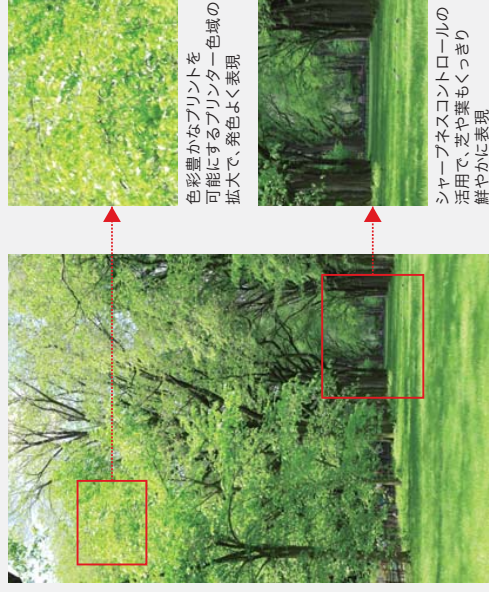 色彩豊かなプリントを
可能にするプリンター色域の
拡大で、発色よく表現
シャープネスコントロールの
活用で、芝や葉もくっきり
鮮やかに表現